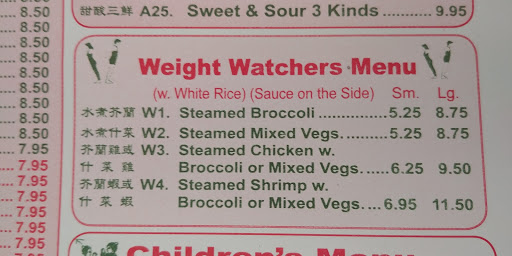 8.50
8.50
8.50
8.50
8.50
8.50
8.50
8.50
8.50
7.95
7.95
7.95
7.95
7.95
7.95
7.95
甜酸三鮮 A25. Sweet & Sour 3 Kinds ........... 9.95
Weight Watchers Menu
(w. White Rice) (Sauce on the Side) Sm. Lg.
水煮芥蘭 W1. Steamed Broccoli ................ 5.25 8.75
水煮什菜 W2. Steamed Mixed Vegs. ............ 5.25 8.75
芥蘭雞或 W3. Steamed Chicken w.
什 菜 雞 Broccoli or Mixed Vegs. ..... 6.25 9.50
芥蘭蝦或 W4. Steamed Shrimp w.
什 菜 蝦 Broccoli or Mixed Vegs. ... 6.95 11.50
Children's Menu